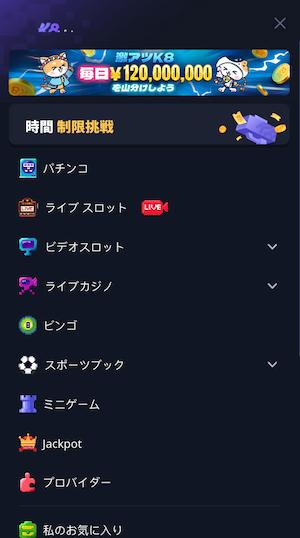 激アツK8
毎日¥120,000,000
を山分けしよう
時間 制限挑戦
パチンコ
ライブ スロット
LIVE
ビデオスロット
ライブカジノ
ビンゴ
スポーツブック
ミニゲーム
Jackpot
プロバイダー
私のお気に入り